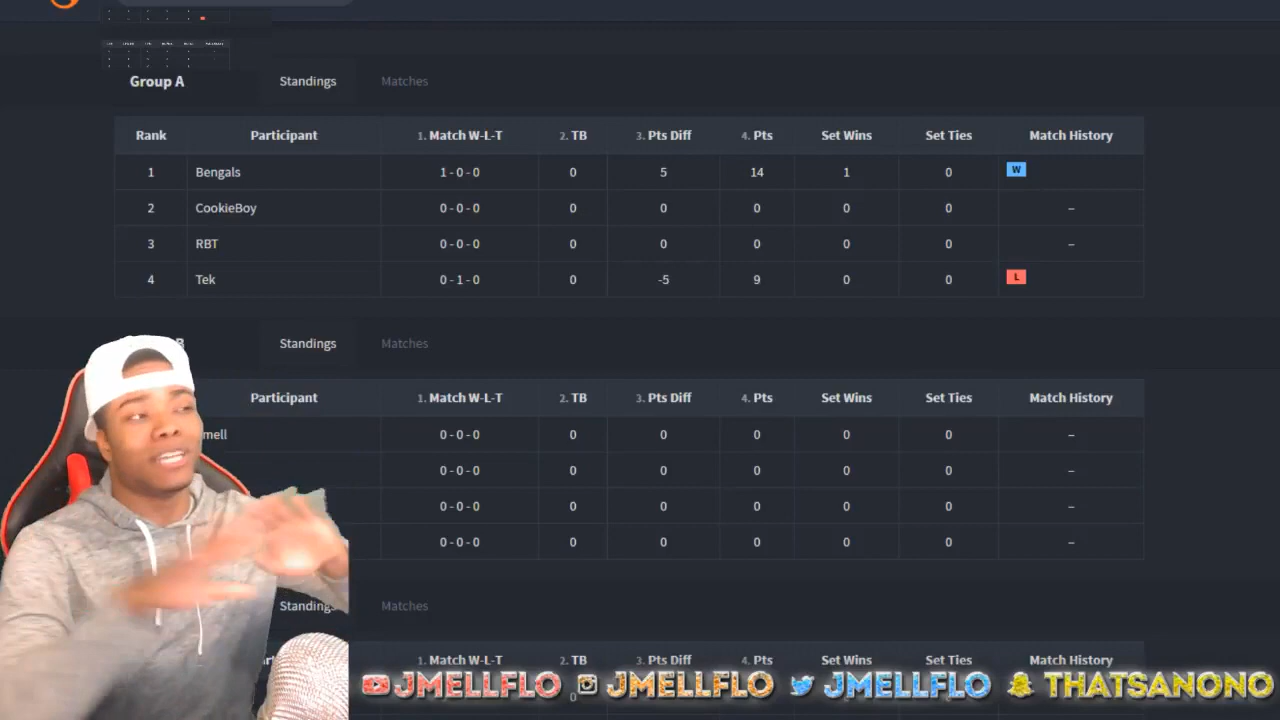 Group A Standings Matches
Rank Participant 1. Match W-L-T 2. TB 3. Pts Diff 4. Pts Set Wins Set Ties Match History
1 Bengals 1 - 0 - 0 0 5 14 1 0 W
2 CookieBoy 0 - 0 - 0 0 0 0 0 0 –
3 RBT 0 - 0 - 0 0 0 0 0 0 –
4 Tek 0 - 1 - 0 0 -5 9 0 0 L
B Standings Matches
Participant 1. Match W-L-T 2. TB 3. Pts Diff 4. Pts Set Wins Set Ties Match History
mell 0 - 0 - 0 0 0 0 0 0 –
0 - 0 - 0 0 0 0 0 0 –
0 - 0 - 0 0 0 0 0 0 –
0 - 0 - 0 0 0 0 0 0 –
Standings Matches
1. Match W-L-T 2. TB 3. Pts Diff 4. Pts Set Wins Set Ties Match History
JMELLFLO JMELLFLO JMELLFLO THATSANONO